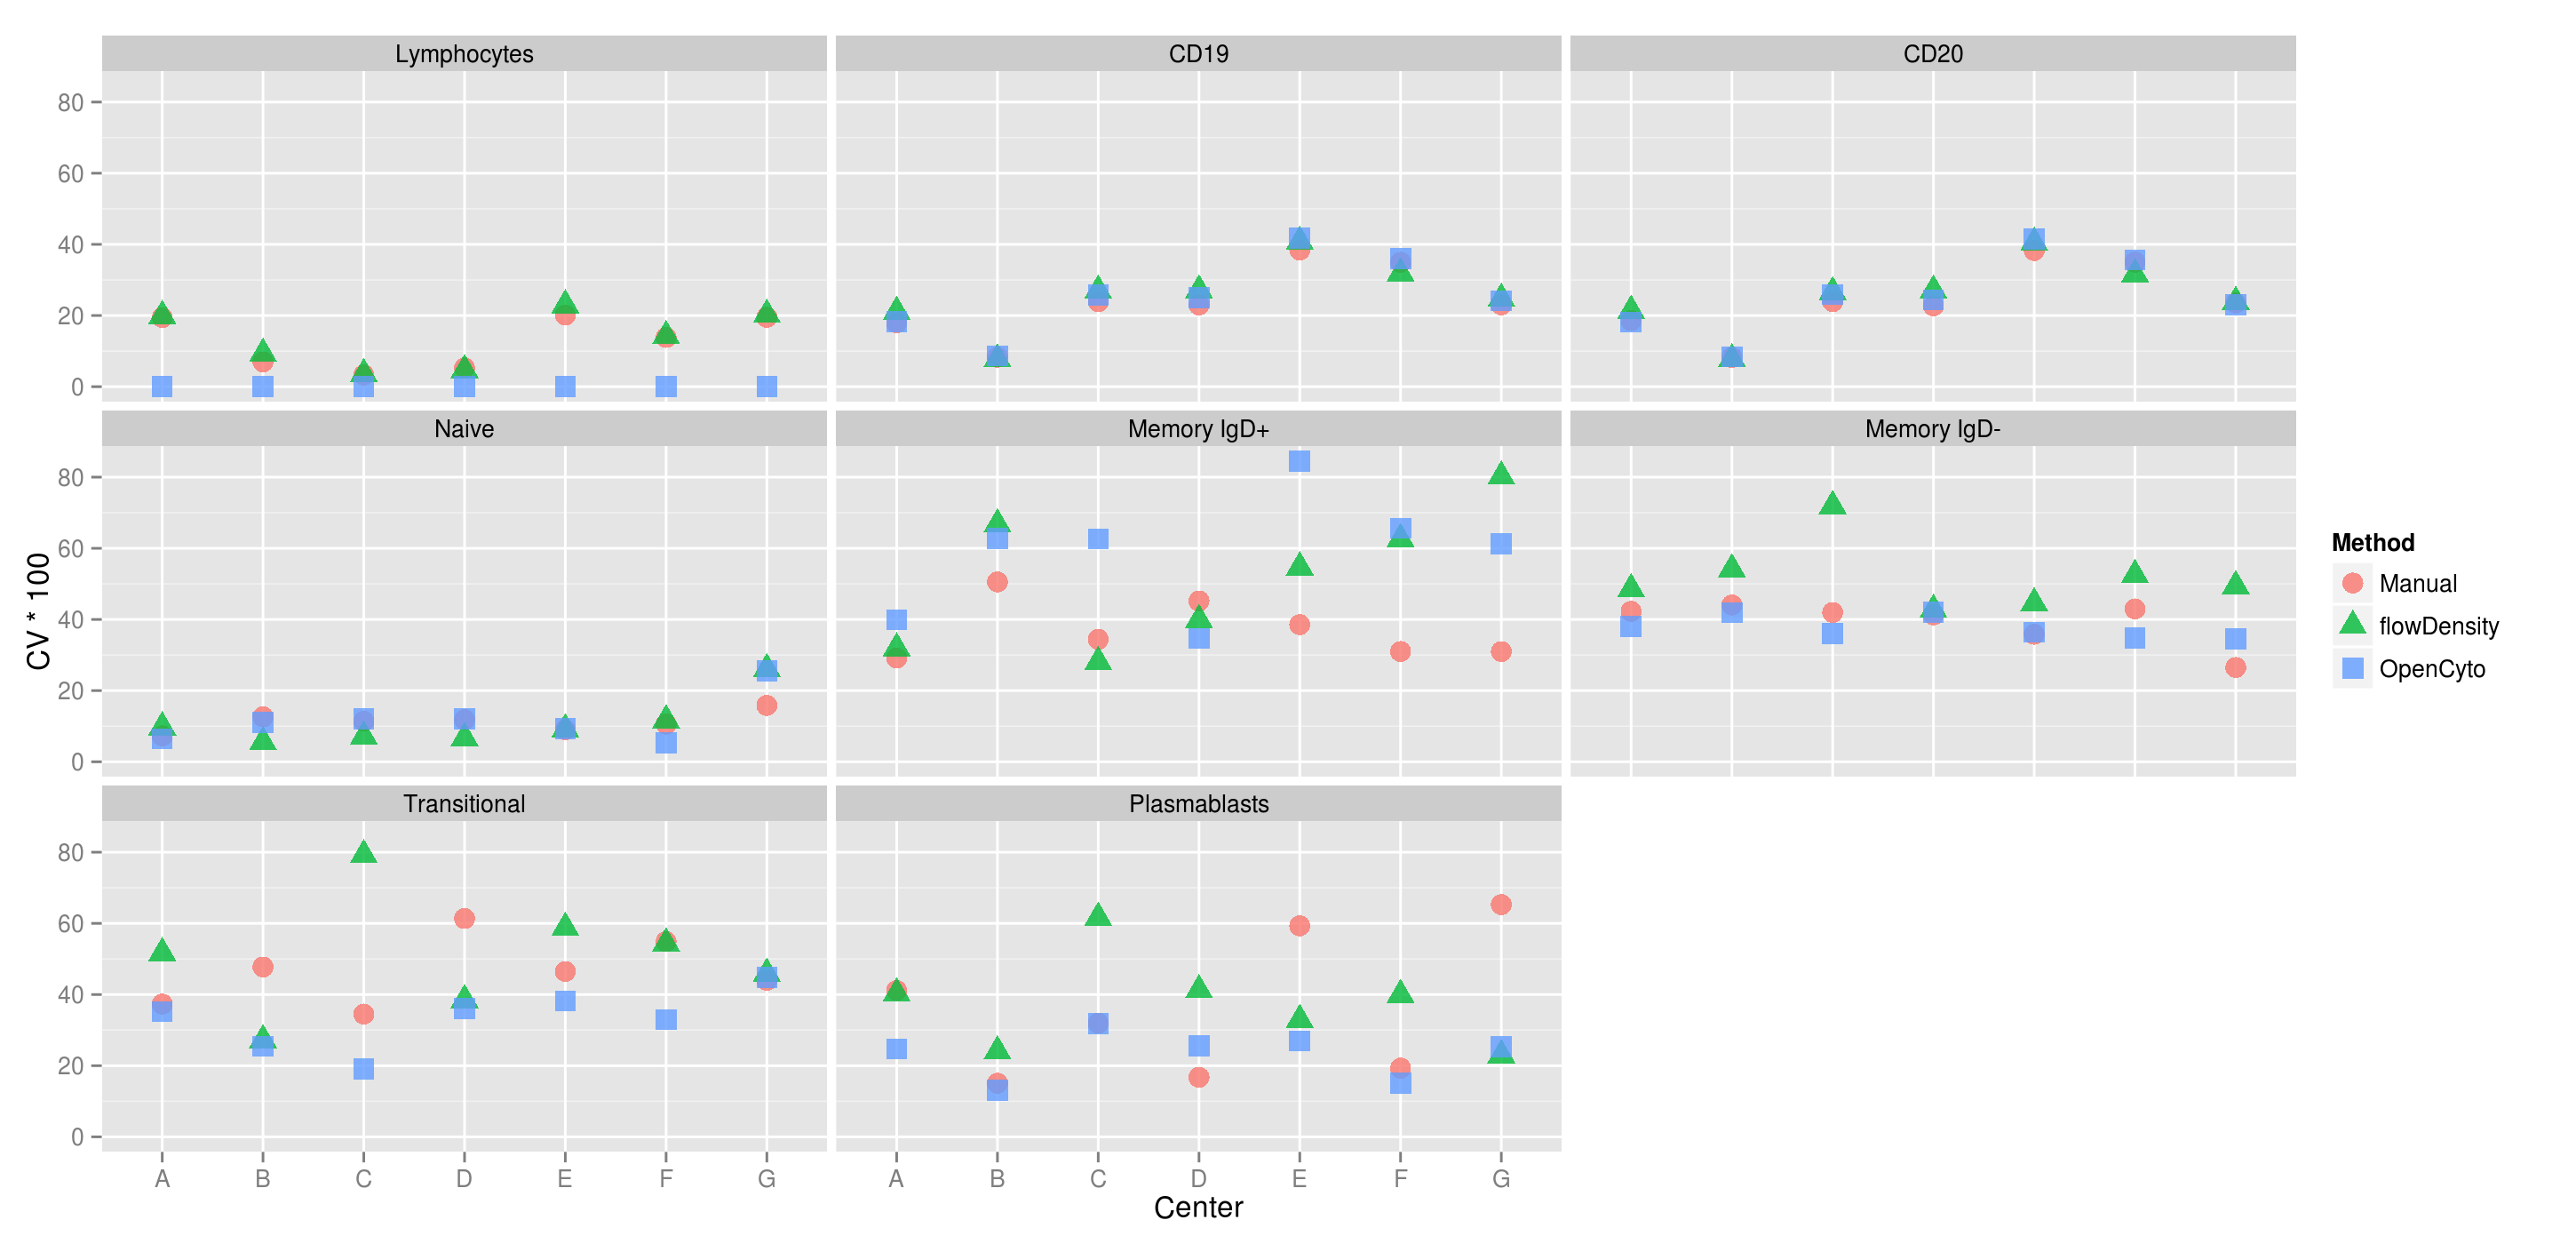 Lymphocytes
CD19
CD20
80
60
40
20
0
Naive
Memory IgD+
Memory IgD-
80
60
40
20
0
CV * 100
Transitional
Plasmablasts
80
60
40
20
0
A B C D E F G
A B C D E F G
Center
Method
Manual
flowDensity
OpenCyto